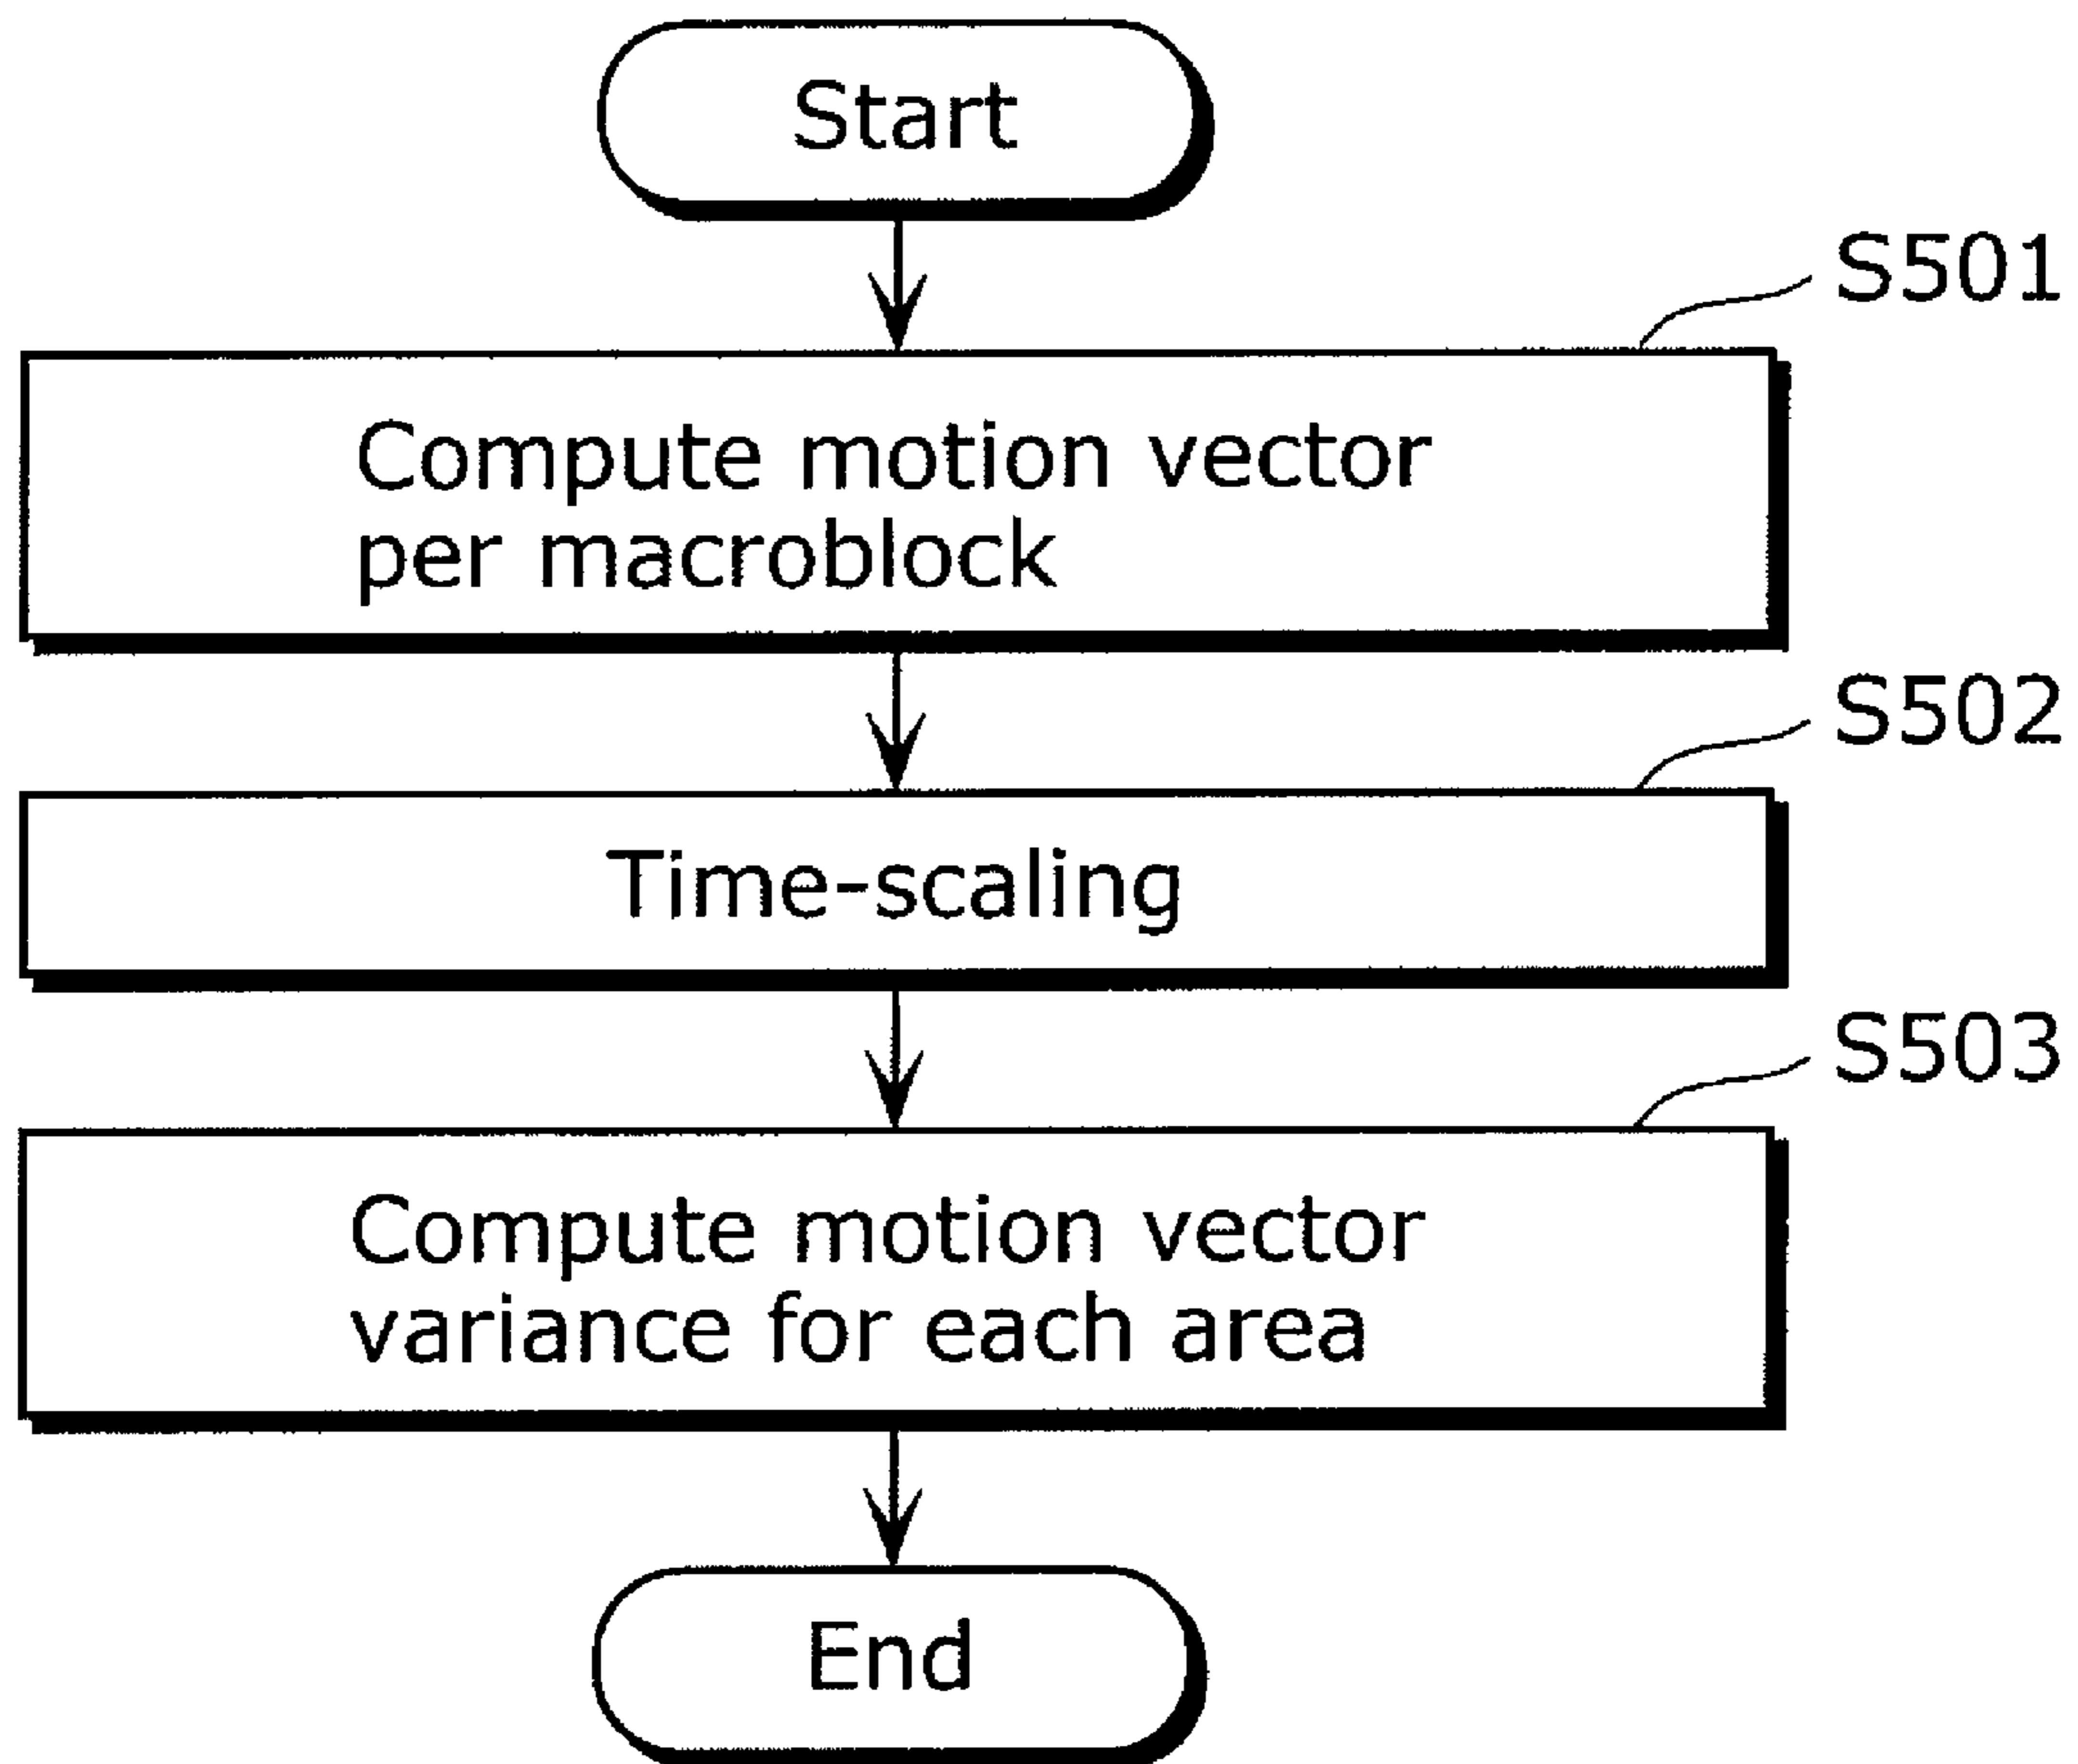 Start
S501
Compute motion vector
per macroblock
S502
Time-scaling
S503
Compute motion vector
variance for each area
End